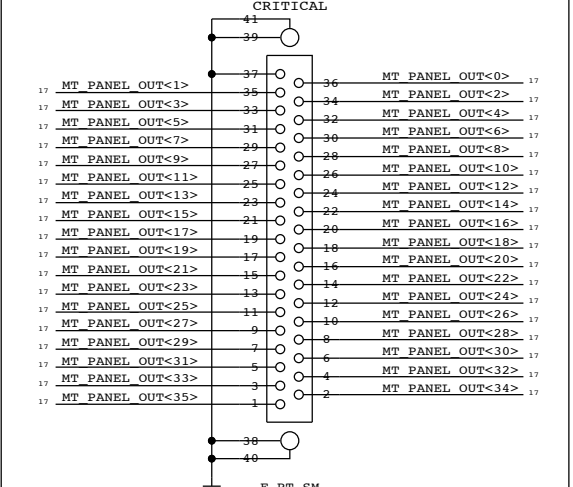 CRITICAL
41
39
37
36 MT_PANEL_OUT<0> 17
17 MT_PANEL_OUT<1> 35
34 MT_PANEL_OUT<2> 17
17 MT_PANEL_OUT<3> 33
32 MT_PANEL_OUT<4> 17
17 MT_PANEL_OUT<5> 31
30 MT_PANEL_OUT<6> 17
17 MT_PANEL_OUT<7> 29
28 MT_PANEL_OUT<8> 17
17 MT_PANEL_OUT<9> 27
26 MT_PANEL_OUT<10> 17
17 MT_PANEL_OUT<11> 25
24 MT_PANEL_OUT<12> 17
17 MT_PANEL_OUT<13> 23
22 MT_PANEL_OUT<14> 17
17 MT_PANEL_OUT<15> 21
20 MT_PANEL_OUT<16> 17
17 MT_PANEL_OUT<17> 19
18 MT_PANEL_OUT<18> 17
17 MT_PANEL_OUT<19> 17
16 MT_PANEL_OUT<20> 17
17 MT_PANEL_OUT<21> 15
14 MT_PANEL_OUT<22> 17
17 MT_PANEL_OUT<23> 13
12 MT_PANEL_OUT<24> 17
17 MT_PANEL_OUT<25> 11
10 MT_PANEL_OUT<26> 17
17 MT_PANEL_OUT<27> 9
8 MT_PANEL_OUT<28> 17
17 MT_PANEL_OUT<29> 7
6 MT_PANEL_OUT<30> 17
17 MT_PANEL_OUT<31> 5
4 MT_PANEL_OUT<32> 17
17 MT_PANEL_OUT<33> 3
2 MT_PANEL_OUT<34> 17
17 MT_PANEL_OUT<35> 1
38
40